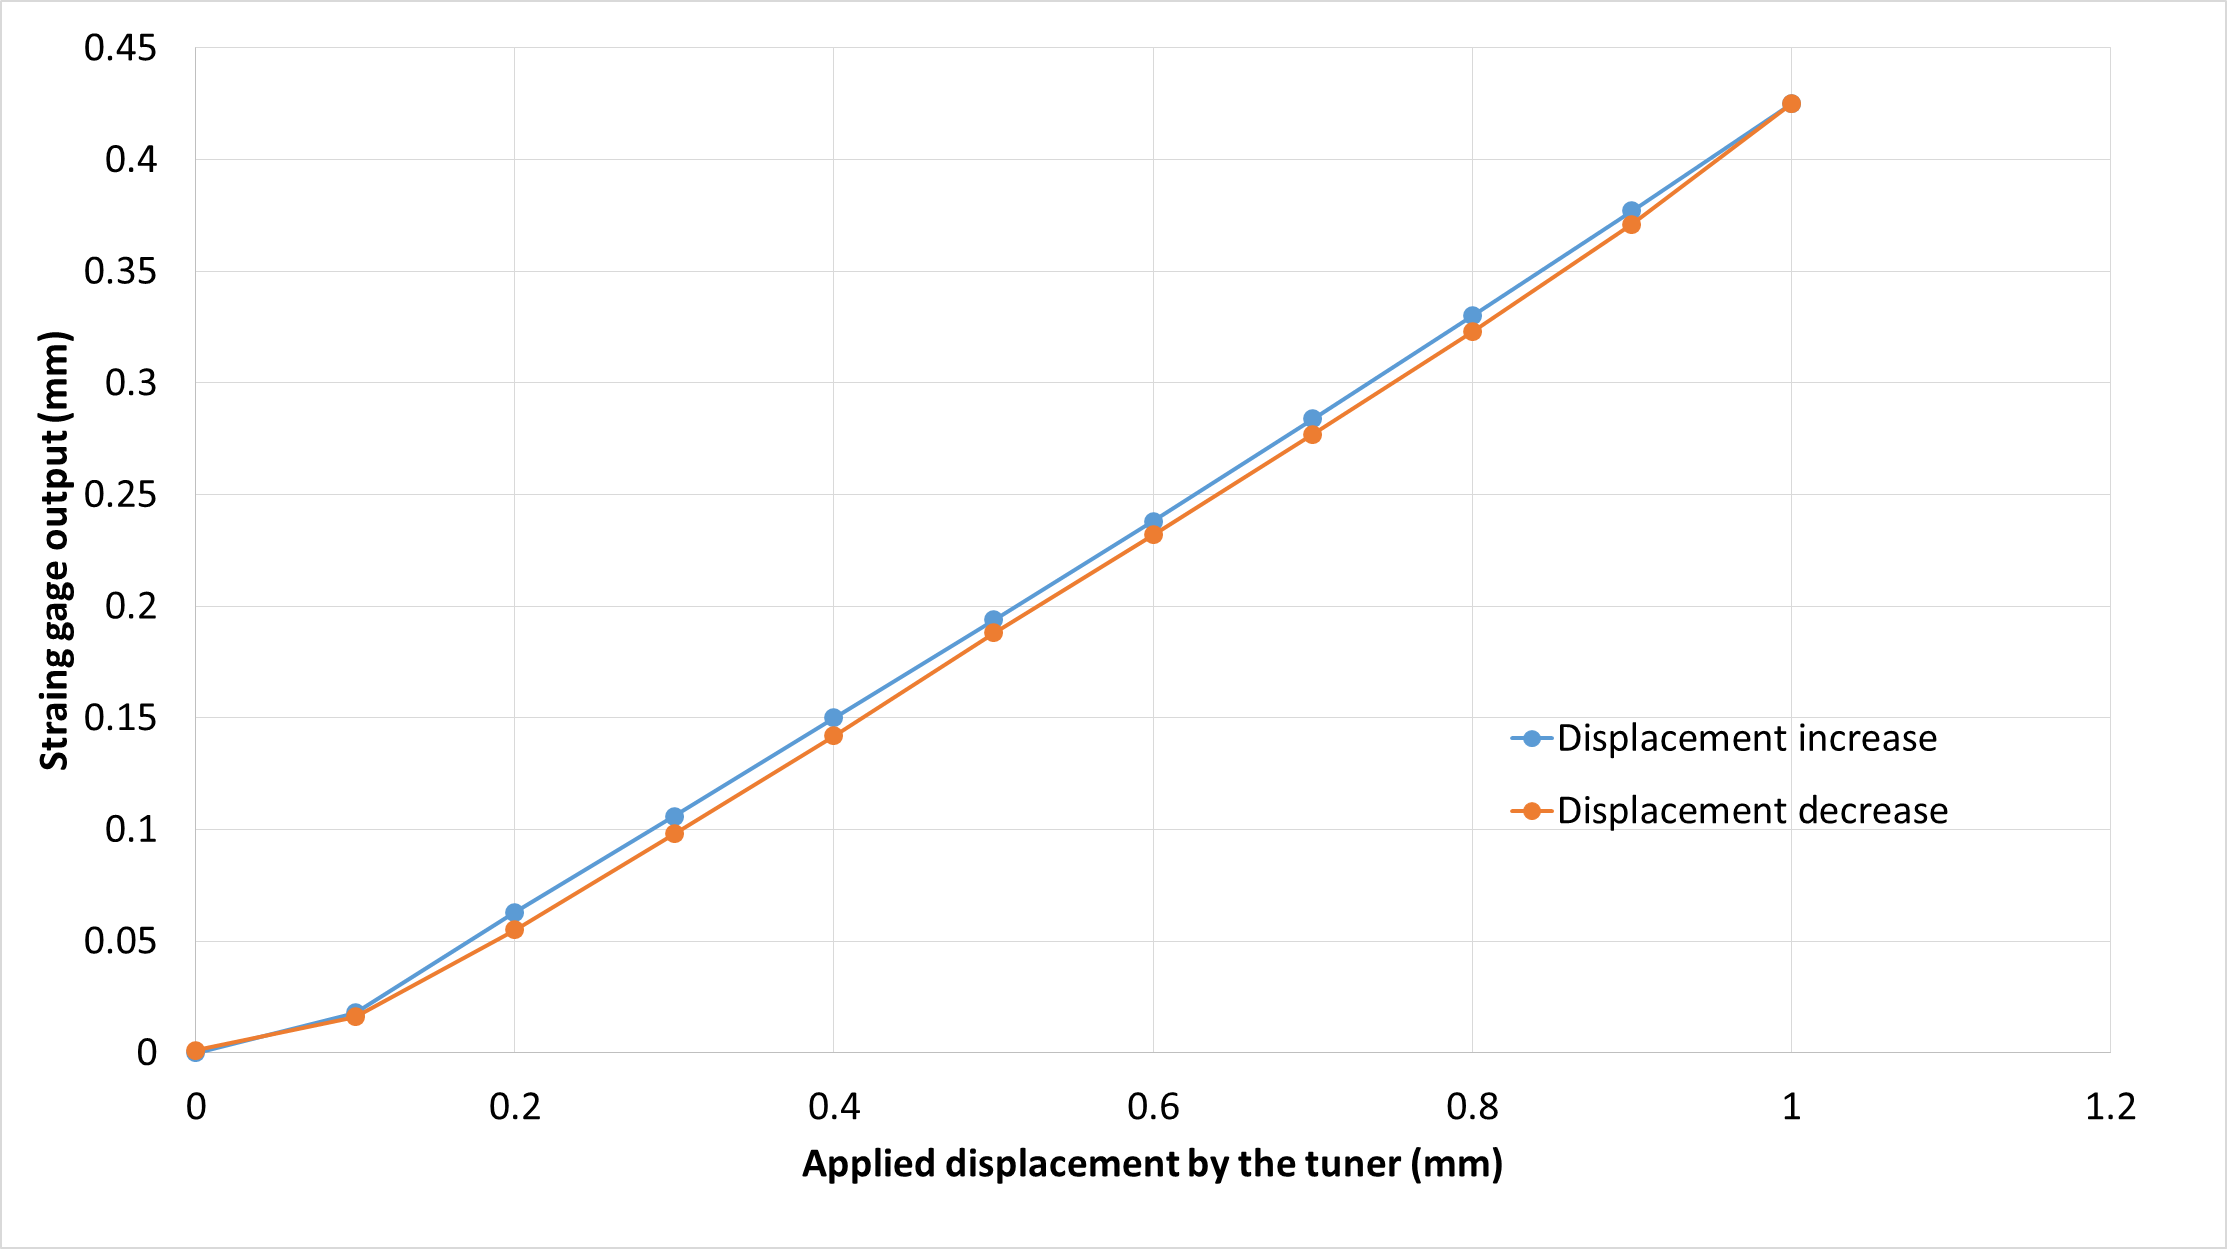 0.45
0.4
0.35
0.3
0.25
0.2
0.15
0.1
0.05
0
Straing gage output (mm)
Displacement increase
Displacement decrease
0 0.2 0.4 0.6 0.8 1 1.2
Applied displacement by the tuner (mm)